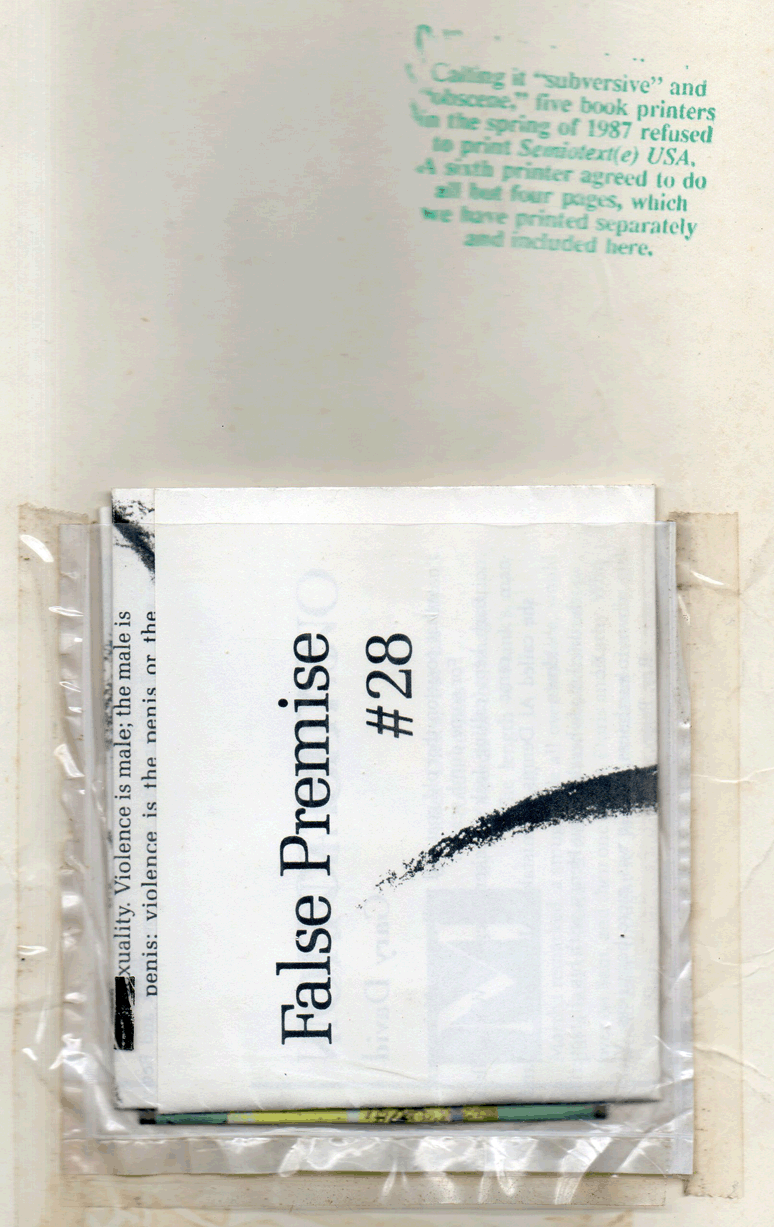 Calling it “subversive” and
“obscene,” five book printers
in the spring of 1987 refused
to print Semiotext(e) USA.
A sixth printer agreed to do
all but four pages, which
we have printed separately
and included here.
xuality. Violence is male; the male is
penis; violence is the penis or the
False Premise
#28
Gary David